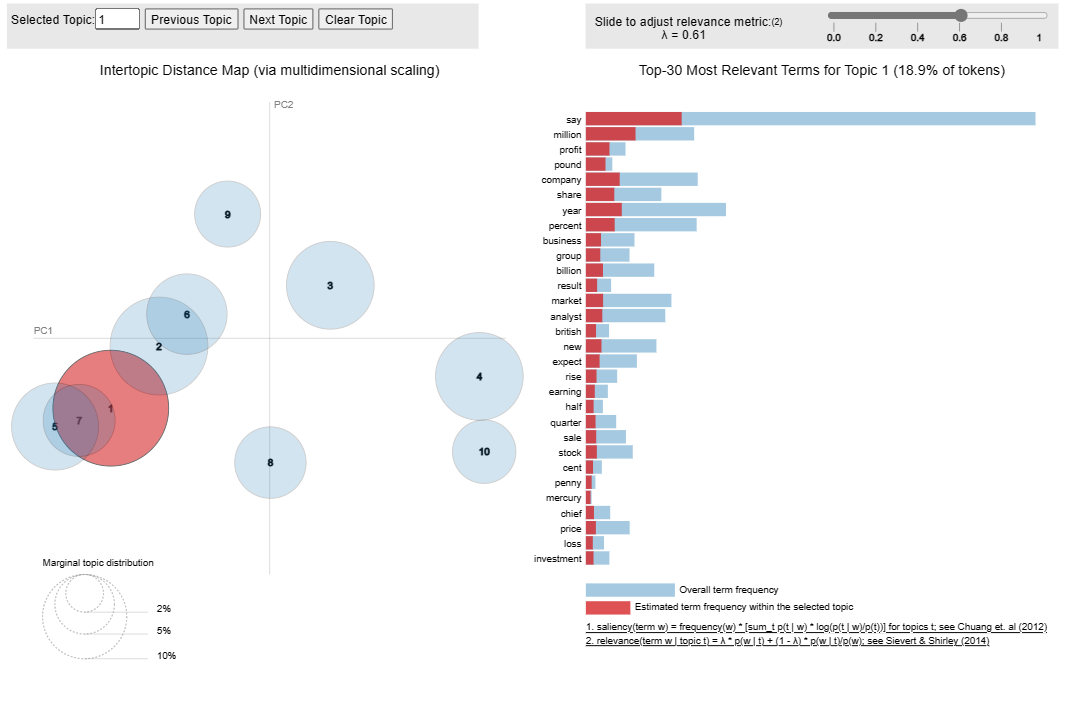 Selected Topic: 1 Previous Topic Next Topic Clear Topic
Slide to adjust relevance metric:(2)
λ = 0.61
0.0 0.2 0.4 0.6 0.8 1
Intertopic Distance Map (via multidimensional scaling)
PC2
PC1
9
3
6
2
4
1
7
5
10
8
Marginal topic distribution
2%
5%
10%
Top-30 Most Relevant Terms for Topic 1 (18.9% of tokens)
say
million
profit
pound
company
share
year
percent
business
group
billion
result
market
analyst
british
new
expect
rise
earning
half
quarter
sale
stock
cent
penny
mercury
chief
price
loss
investment
Overall term frequency
Estimated term frequency within the selected topic
1. saliency(term w) = frequency(w) * [sum_t p(t | w) * log(p(t | w)/p(t))] for topics t; see Chuang et. al (2012)
2. relevance(term w | topic t) = λ * p(w | t) + (1 - λ) * p(w | t)/p(w); see Sievert & Shirley (2014)